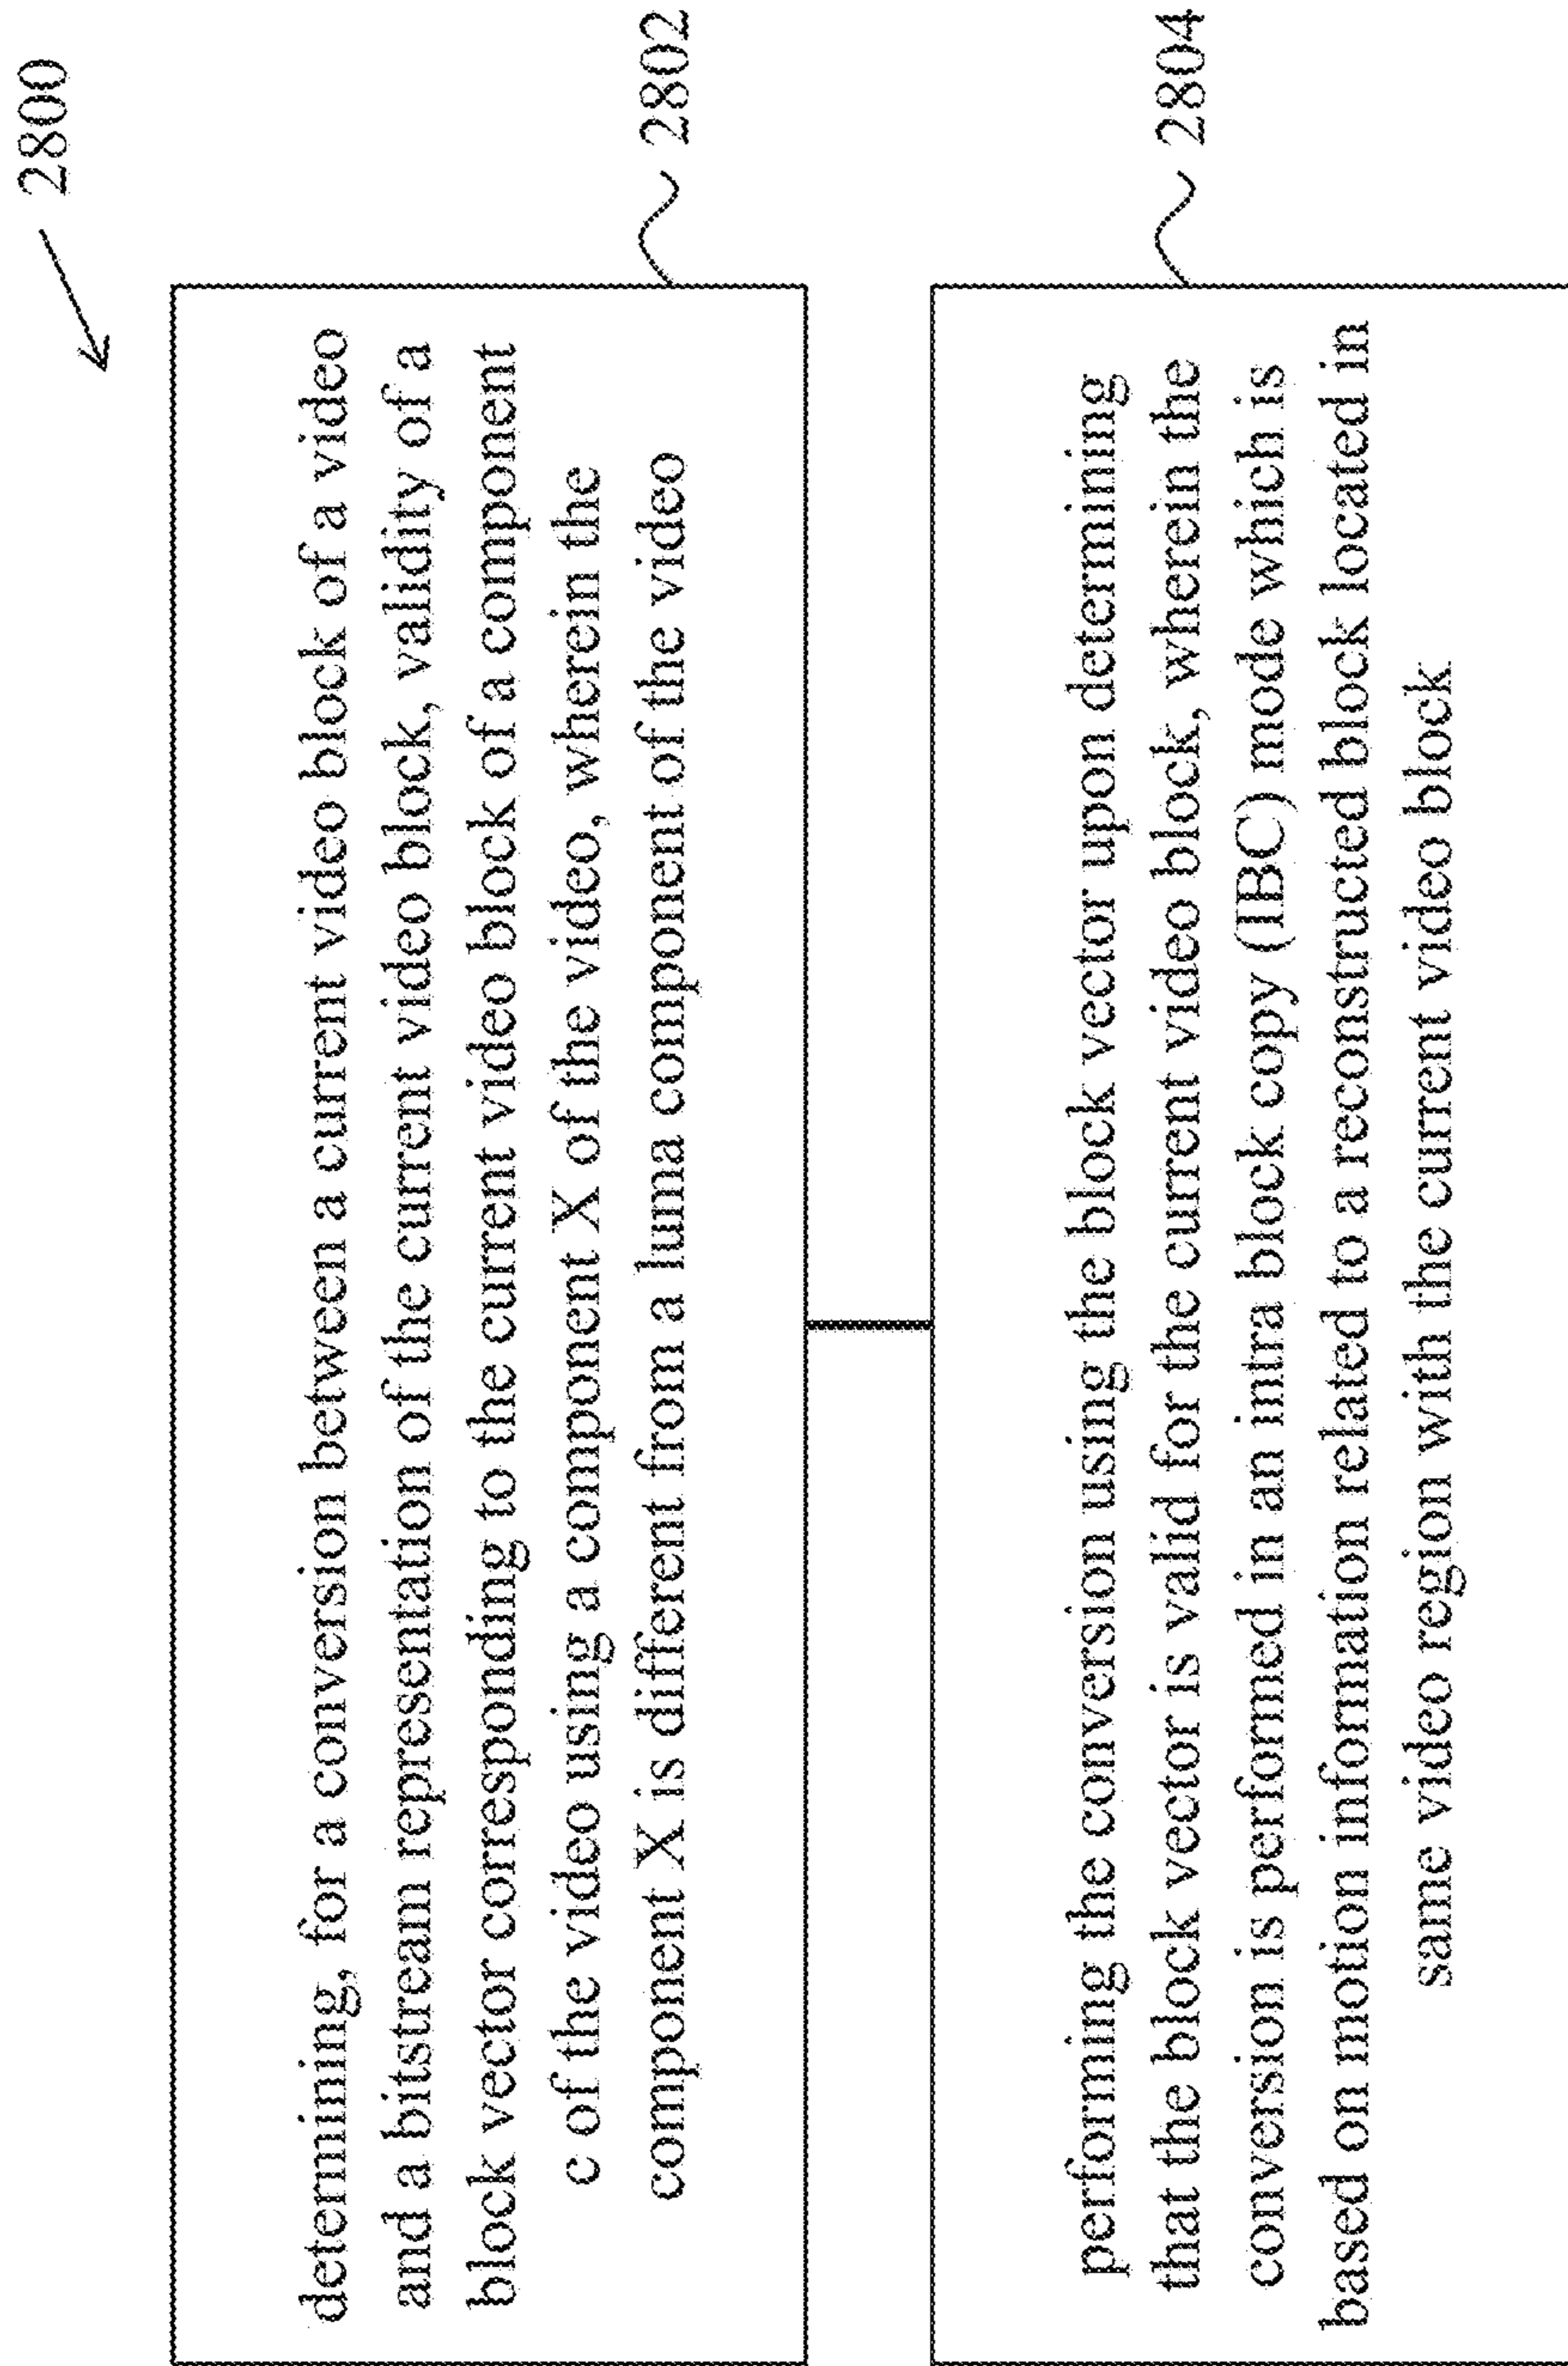 2800
determining, for a conversion between a current video block of a video
and a bitstream representation of the current video block, validity of a
block vector corresponding to the current video block of a component
c of the video using a component X of the video, wherein the
component X is different from a luma component of the video
2802
performing the conversion using the block vector upon determining
that the block vector is valid for the current video block, wherein the
conversion is performed in an intra block copy (IBC) mode which is
based on motion information related to a reconstructed block located in
same video region with the current video block
2804